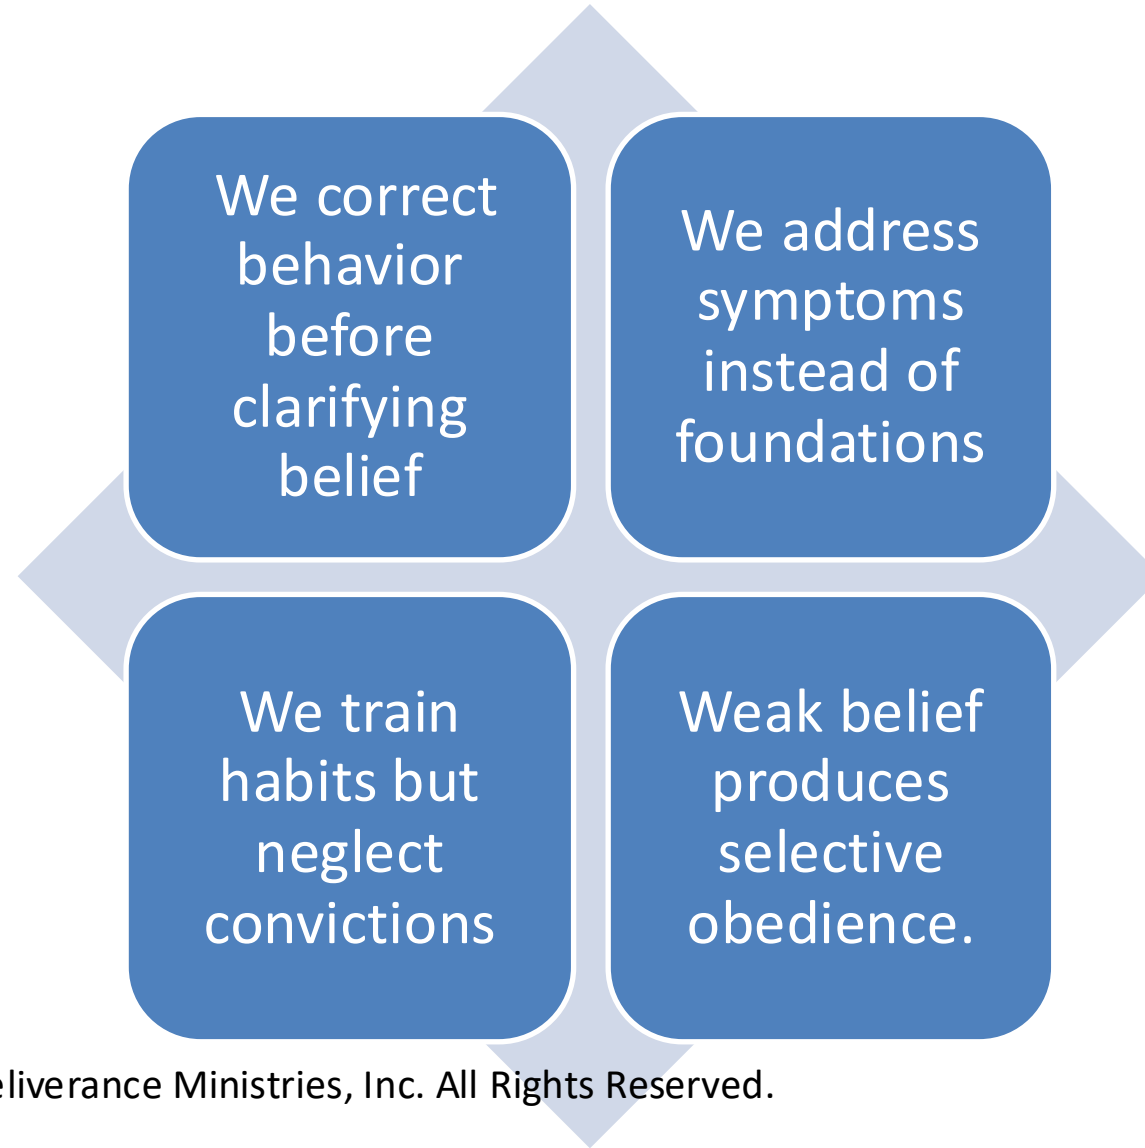 We correct
behavior
before
clarifying
belief
We address
symptoms
instead of
foundations
We train
habits but
neglect
convictions
Weak belief
produces
selective
obedience.
Ministries, Inc. All Rights Reserved.